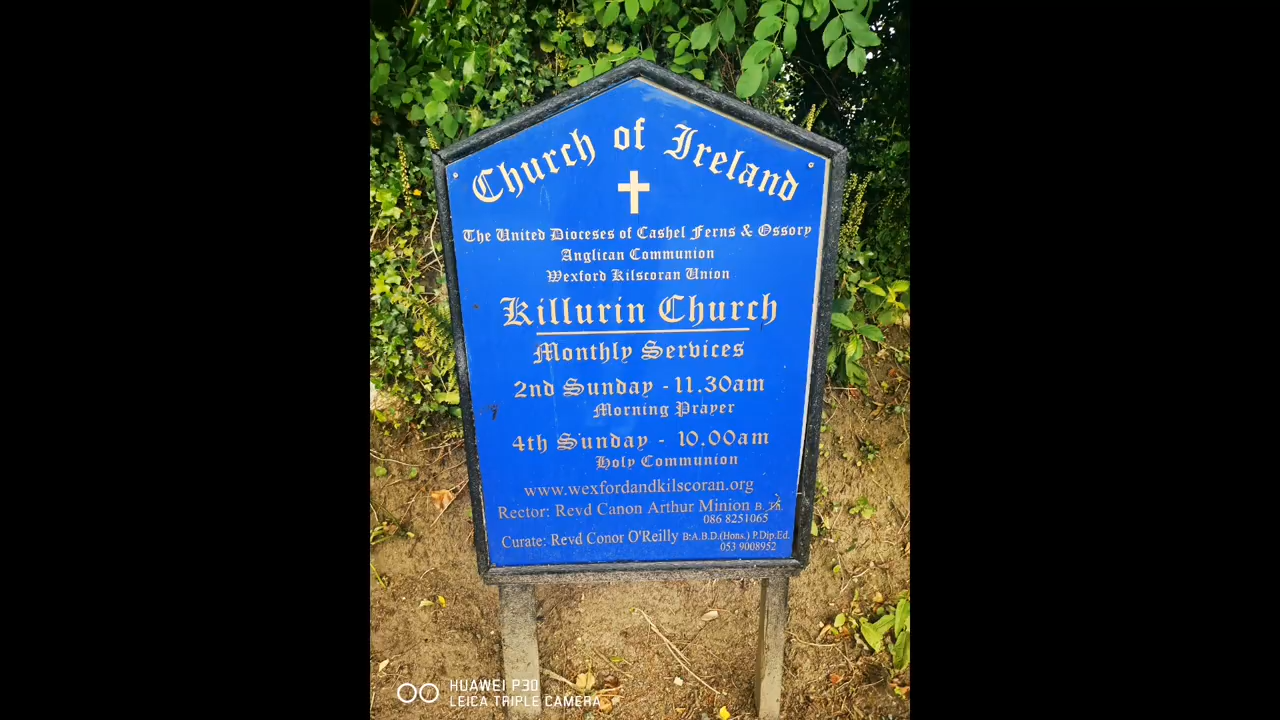 Church of Ireland
The United Dioceses of Cashel Ferns & Ossory
Anglican Communion
Wexford Kilscoran Union
Killurin Church
Monthly Services
2nd Sunday - 11.30am
Morning Prayer
4th Sunday - 10.00am
Holy Communion
www.wexfordandkilscoran.org
Rector: Revd Canon Arthur Minion B. Th.
086 8251065
Curate: Revd Conor O'Reilly B.A.B.D.(Hons.) P.Dip.Ed.
053 9008952
HUAWEI P30
LEICA TRIPLE CAMERA